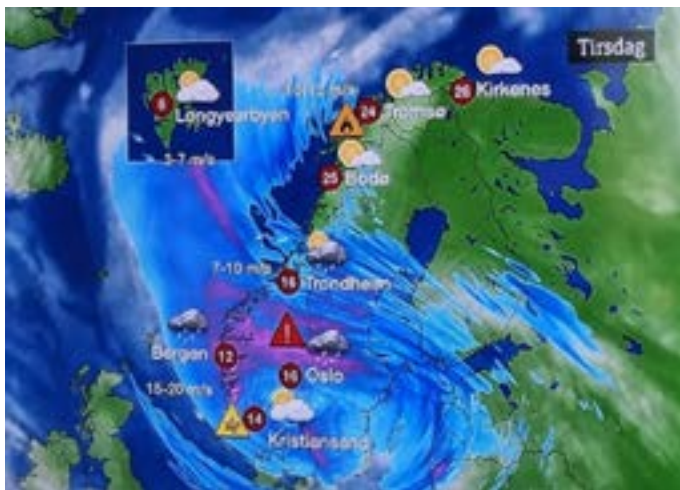 Tirsdag
Kirkenes
26
6
Longyearbyen
24
Tromsø
3-7 m/s
25
Bodø
7-10 m/s
16
Trondheim
Bergen
12
16
Oslo
15-20 m/s
14
Kristiansand